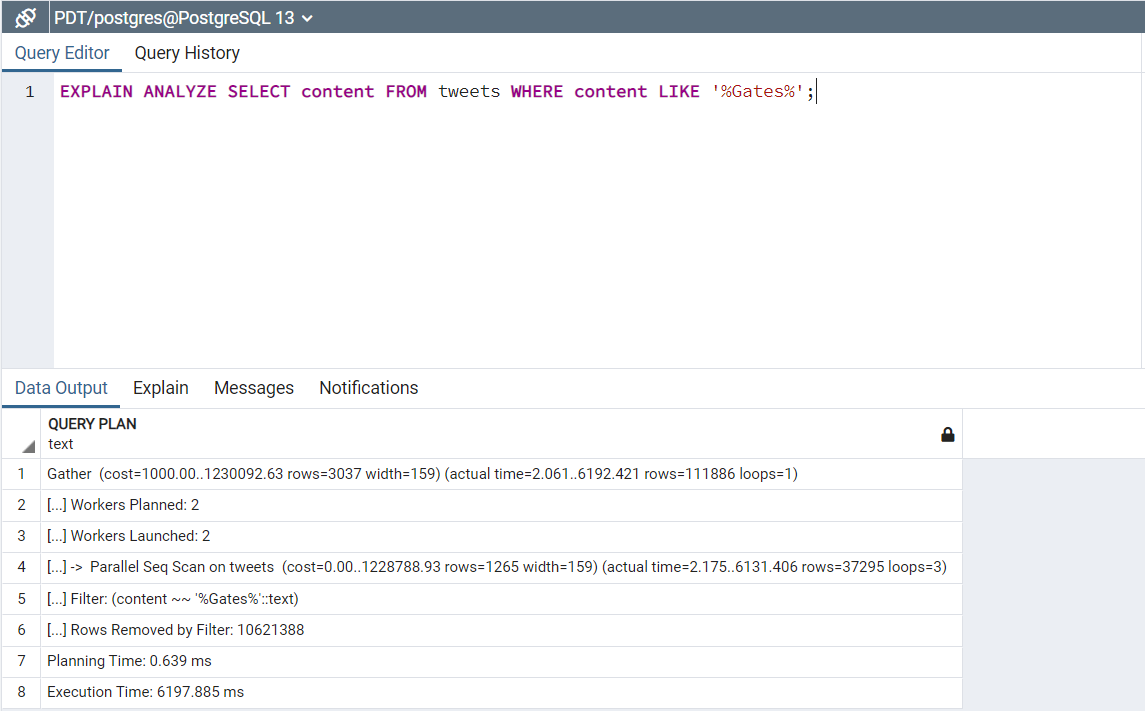 PDT/postgres@PostgreSQL 13
Query Editor Query History
1 EXPLAIN ANALYZE SELECT content FROM tweets WHERE content LIKE '%Gates%';
Data Output Explain Messages Notifications
QUERY PLAN
text
1 Gather (cost=1000.00..1230092.63 rows=3037 width=159) (actual time=2.061..6192.421 rows=111886 loops=1)
2 [...] Workers Planned: 2
3 [...] Workers Launched: 2
4 [...] -> Parallel Seq Scan on tweets (cost=0.00..1228788.93 rows=1265 width=159) (actual time=2.175..6131.406 rows=37295 loops=3)
5 [...] Filter: (content ~~ '%Gates%'::text)
6 [...] Rows Removed by Filter: 10621388
7 Planning Time: 0.639 ms
8 Execution Time: 6197.885 ms